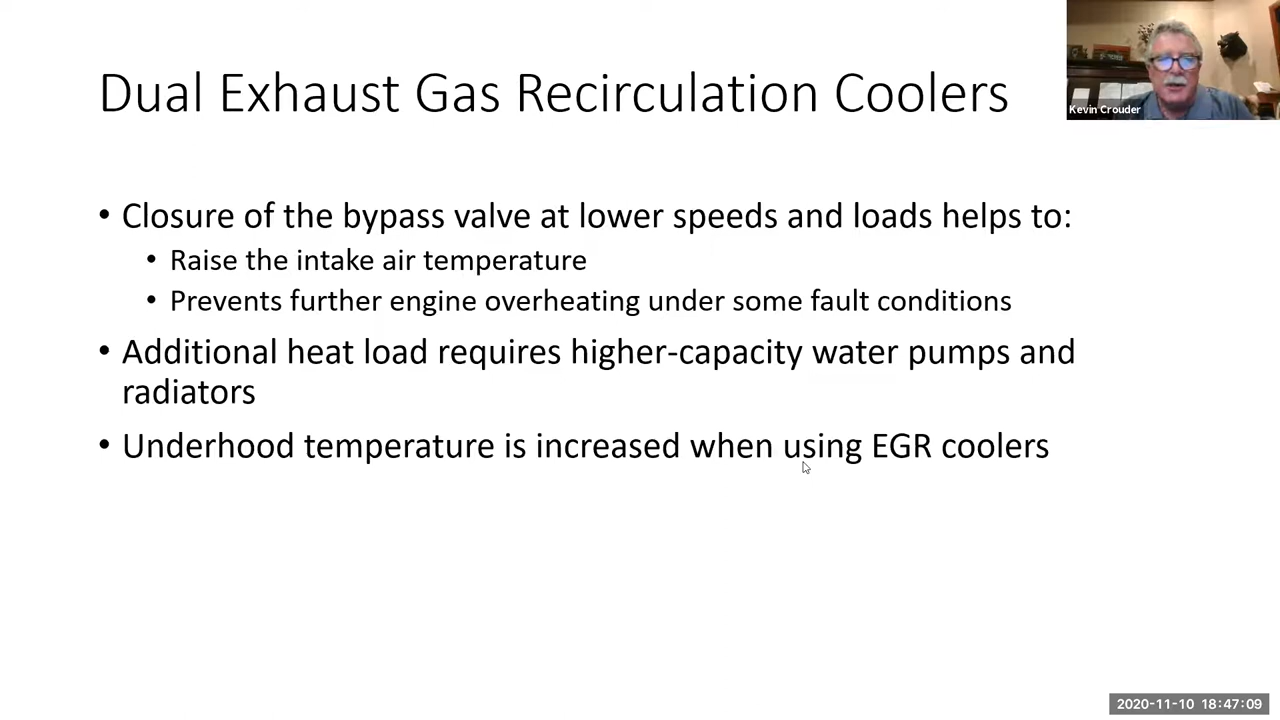 Dual Exhaust Gas Recirculation Coolers
Kevin Crouder
• Closure of the bypass valve at lower speeds and loads helps to:
• Raise the intake air temperature
• Prevents further engine overheating under some fault conditions
• Additional heat load requires higher-capacity water pumps and
radiators
• Underhood temperature is increased when using EGR coolers
2020-11-10 18:47:09